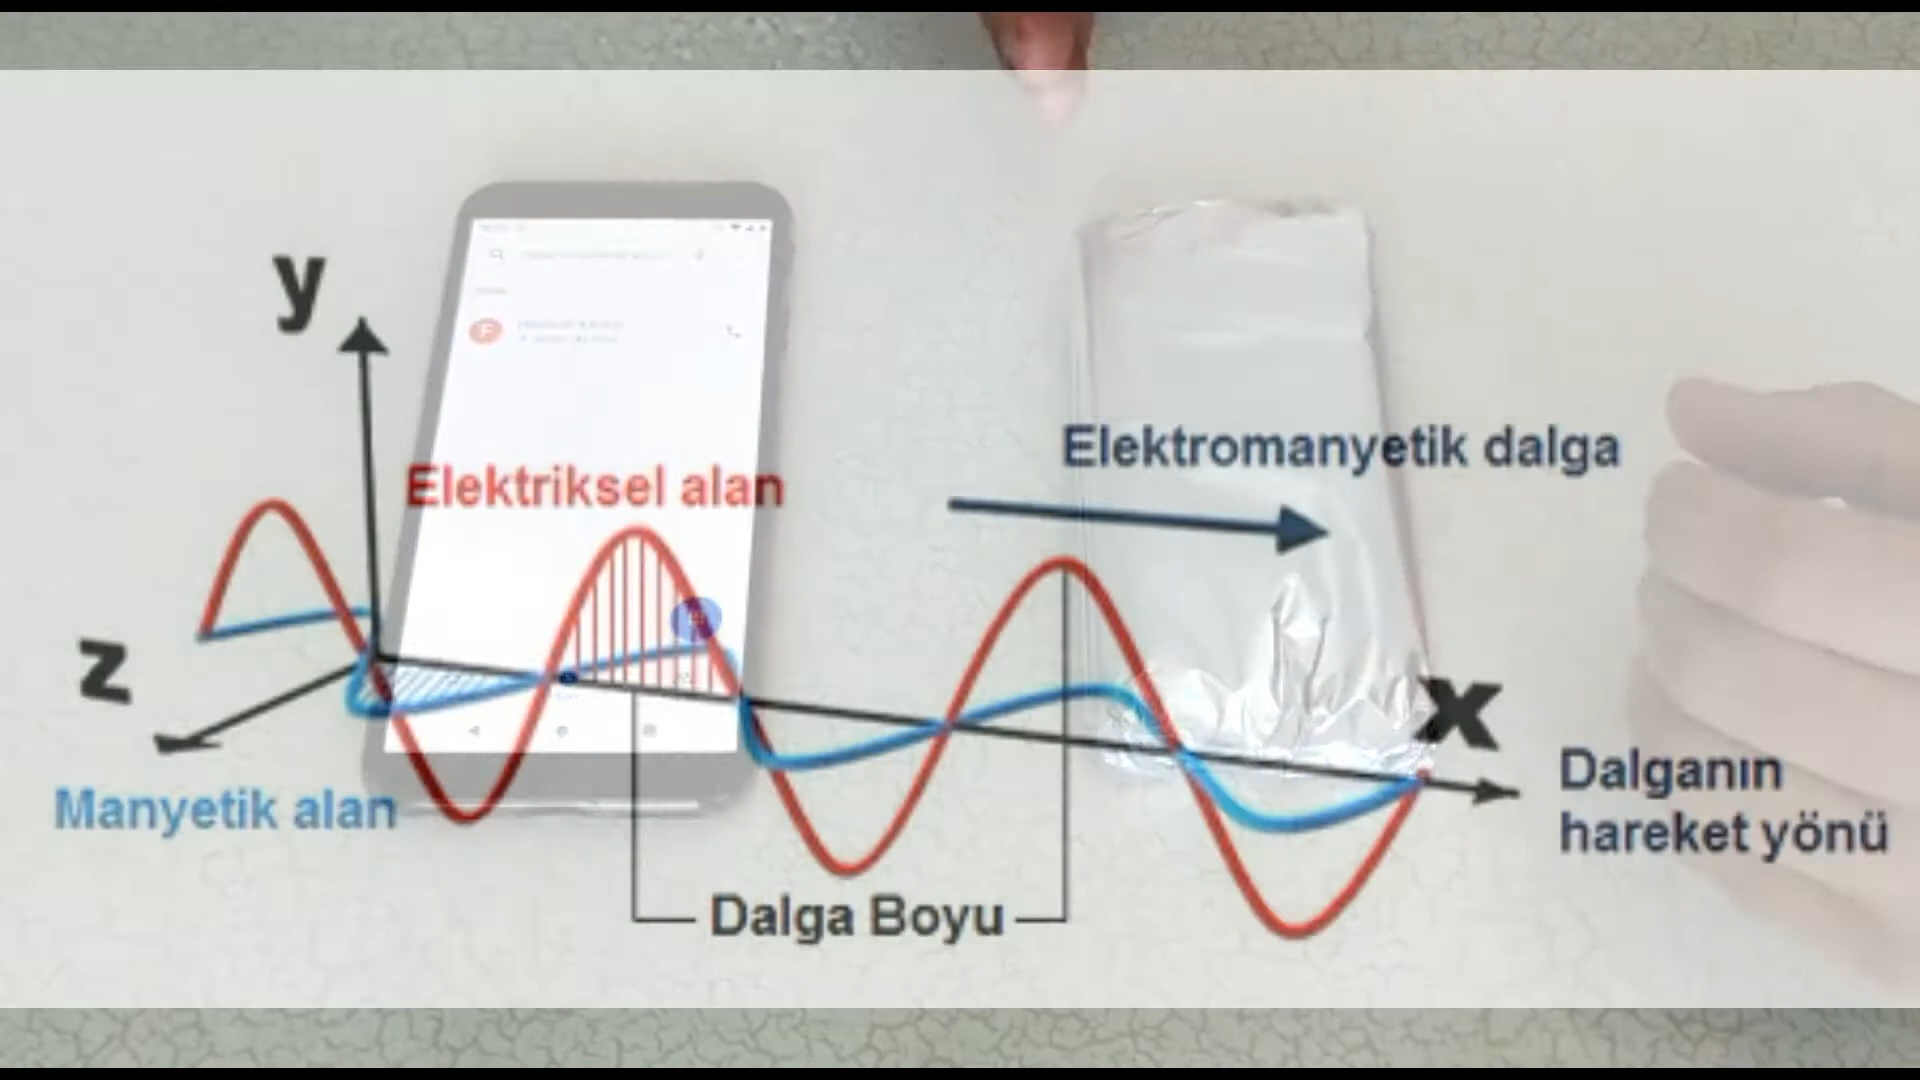 y
Elektriksel alan
Elektromanyetik dalga
z
x
Manyetik alan
Dalganın
hareket yönü
Dalga Boyu
F